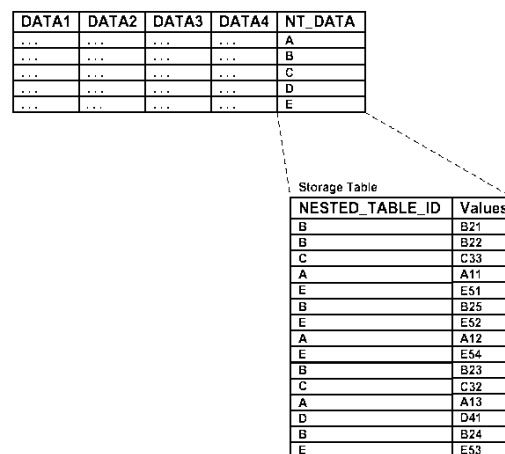 DATA1 DATA2 DATA3 DATA4 NT_DATA
... ... ... ... A
... ... ... ... B
... ... ... ... C
... ... ... ... D
... ... ... ... E
Storage Table
NESTED_TABLE_ID Values
B B21
B B22
C C33
A A11
E E51
B B25
E E52
A A12
E E54
B B23
C C32
A A13
D D41
B B24
E E53